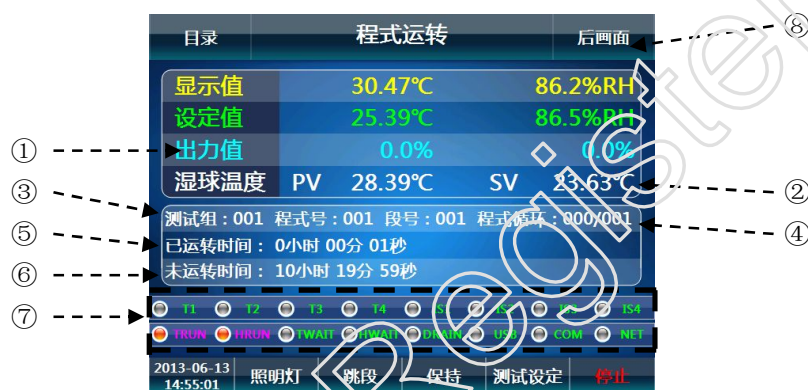 ⑧
目录 程式运转 后画面
显示值 30.47℃ 86.2%RH
设定值 25.39℃ 86.5%RH
① 出力值 0.0% 0.0%
湿球温度 PV 28.39℃ SV 23.63℃ ②
③ 测试组：001 程式号：001 段号：001 程式循环：000/001 ④
⑤ 已运转时间： 0小时 00分 01秒
⑥ 未运转时间： 10小时 19分 59秒
⑦ T1 T2 T3 T4 IS1 IS2 IS3 IS4
TRUN HRUN TWAIT HWAIT DRAIN USB COM NET
2013-06-13
14:55:01 照明灯 跳段 保持 测试设定 停止
Register